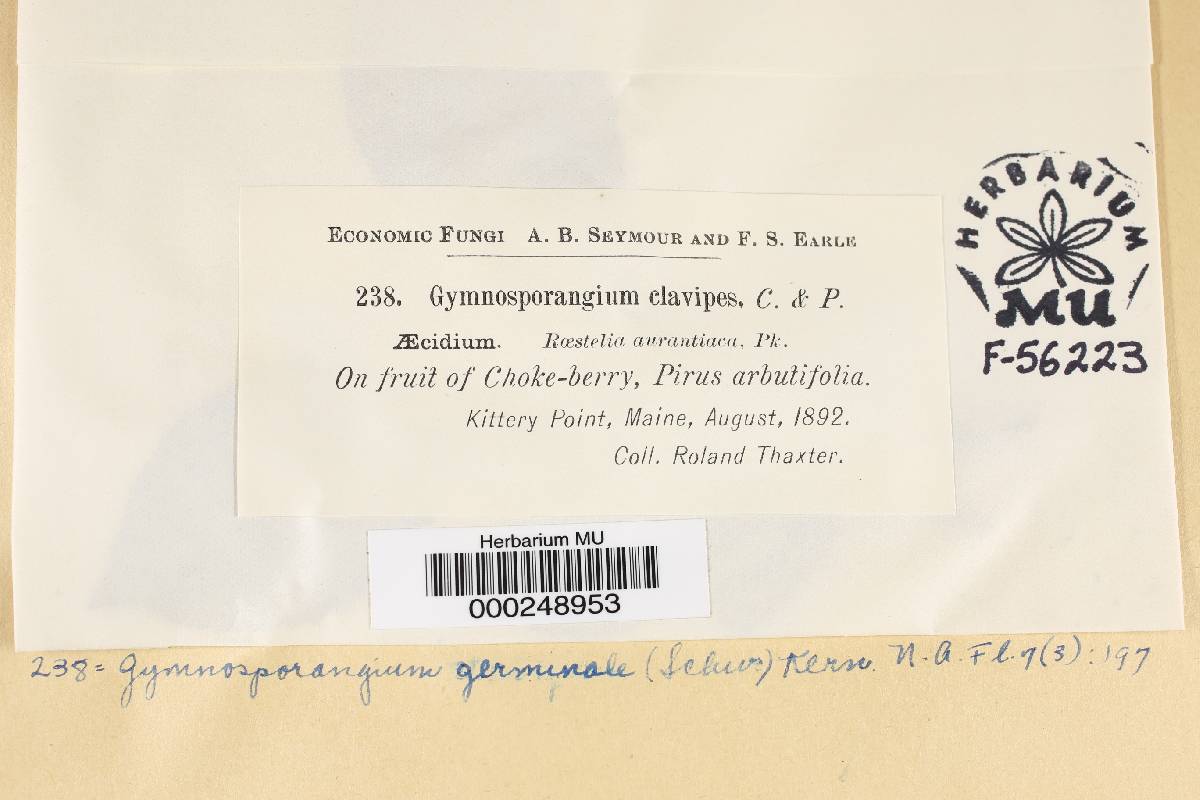 ECONOMIC FUNGI A. B. SEYMOUR AND F. S. EARLE
238. Gymnosporangium clavipes, C. & P.
Æcidium. Rœstelia aurantiaca, Pk.
On fruit of Choke-berry, Pirus arbutifolia.
Kittery Point, Maine, August, 1892.
Coll. Roland Thaxter.
HERBARIUM
MU
F-56223
Herbarium MU
000248953
238 = Gymnosporangium germinale (Schw.) Kern. N. A. Fl. 7(3): 197